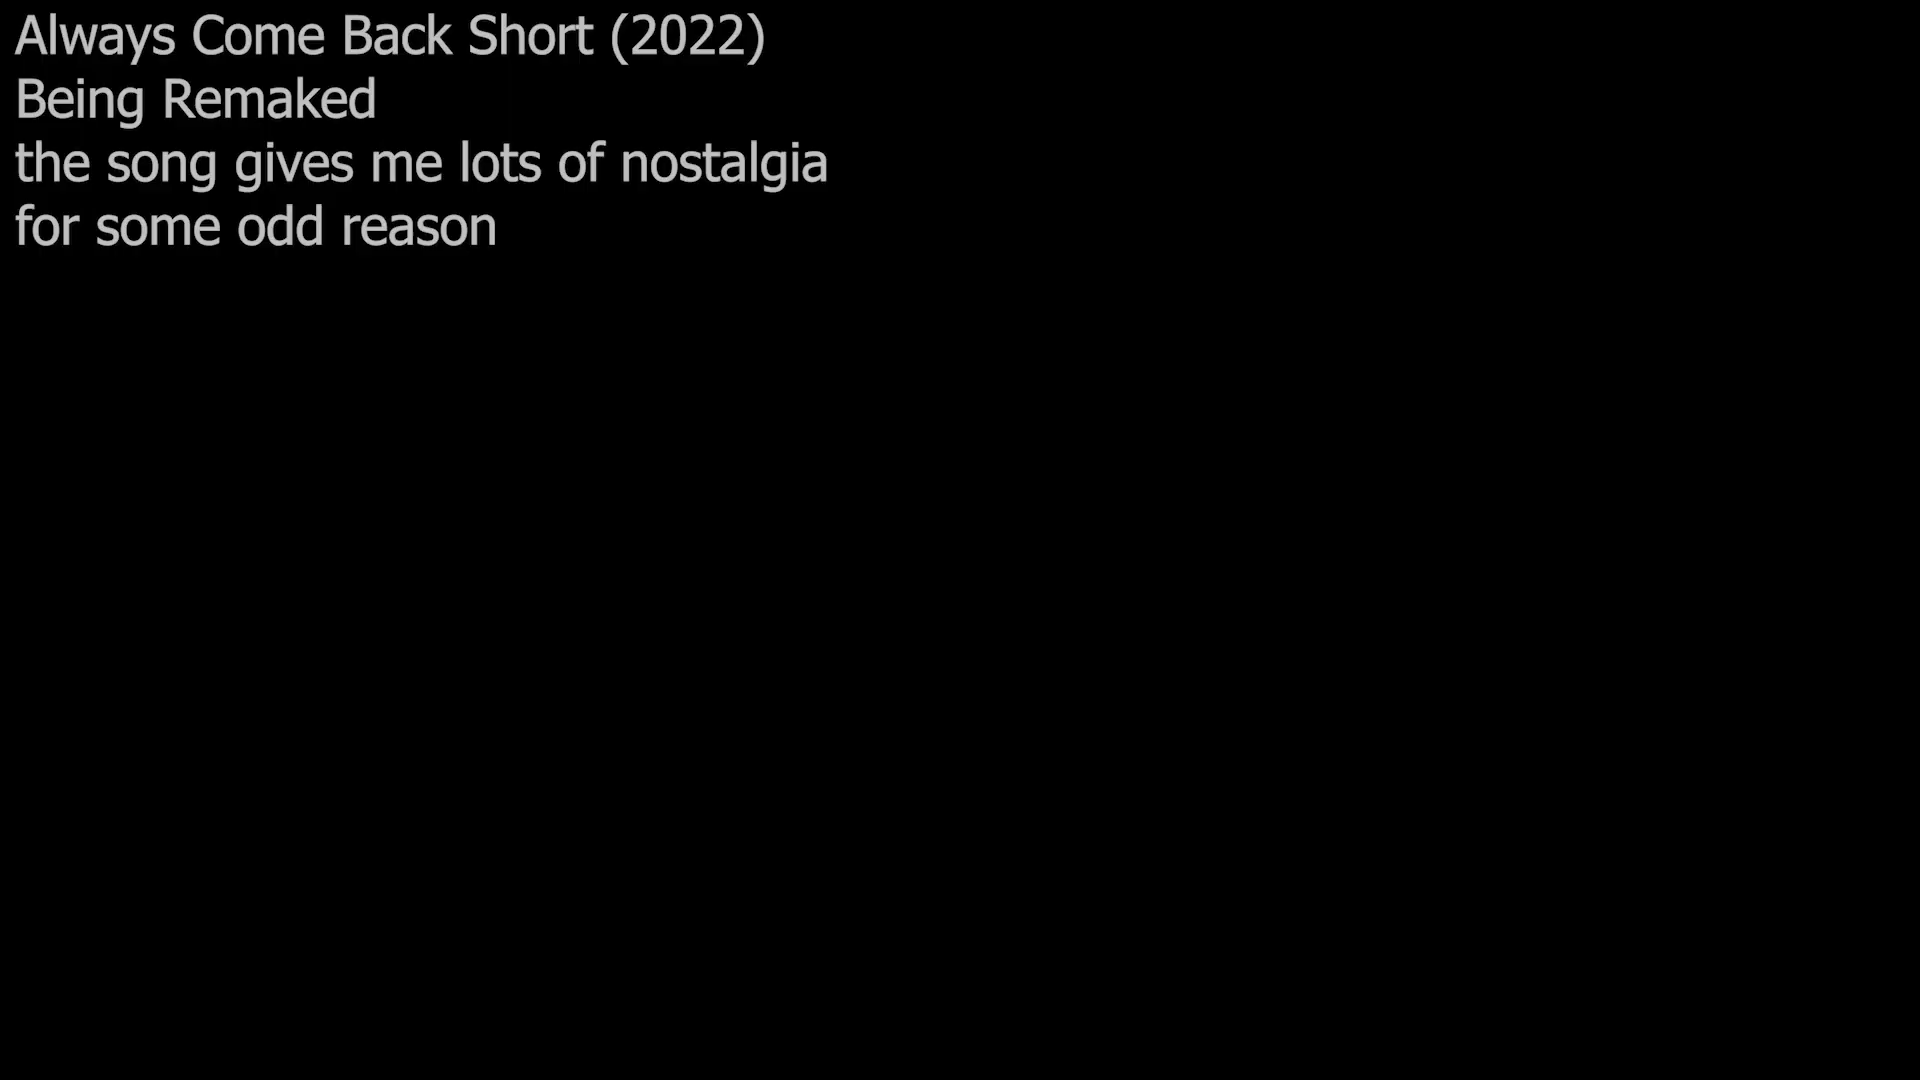 Always Come Back Short (2022)
Being Remaked
the song gives me lots of nostalgia
for some odd reason